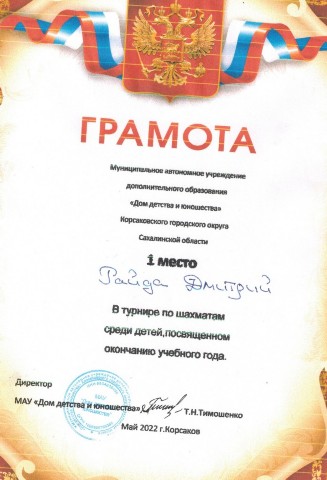 ГРАМОТА
Муниципальное автономное учреждение
дополнительного образования
«Дом детства и юношества»
Корсаковского городского округа
Сахалинской области
1 место
Райда Дмитрий
В турнире по шахматам
среди детей,посвященном
окончанию учебного года.
Директор
МАУ «Дом детства и юношества» Т.Н.Тимошенко
Май 2022 г.Корсаков